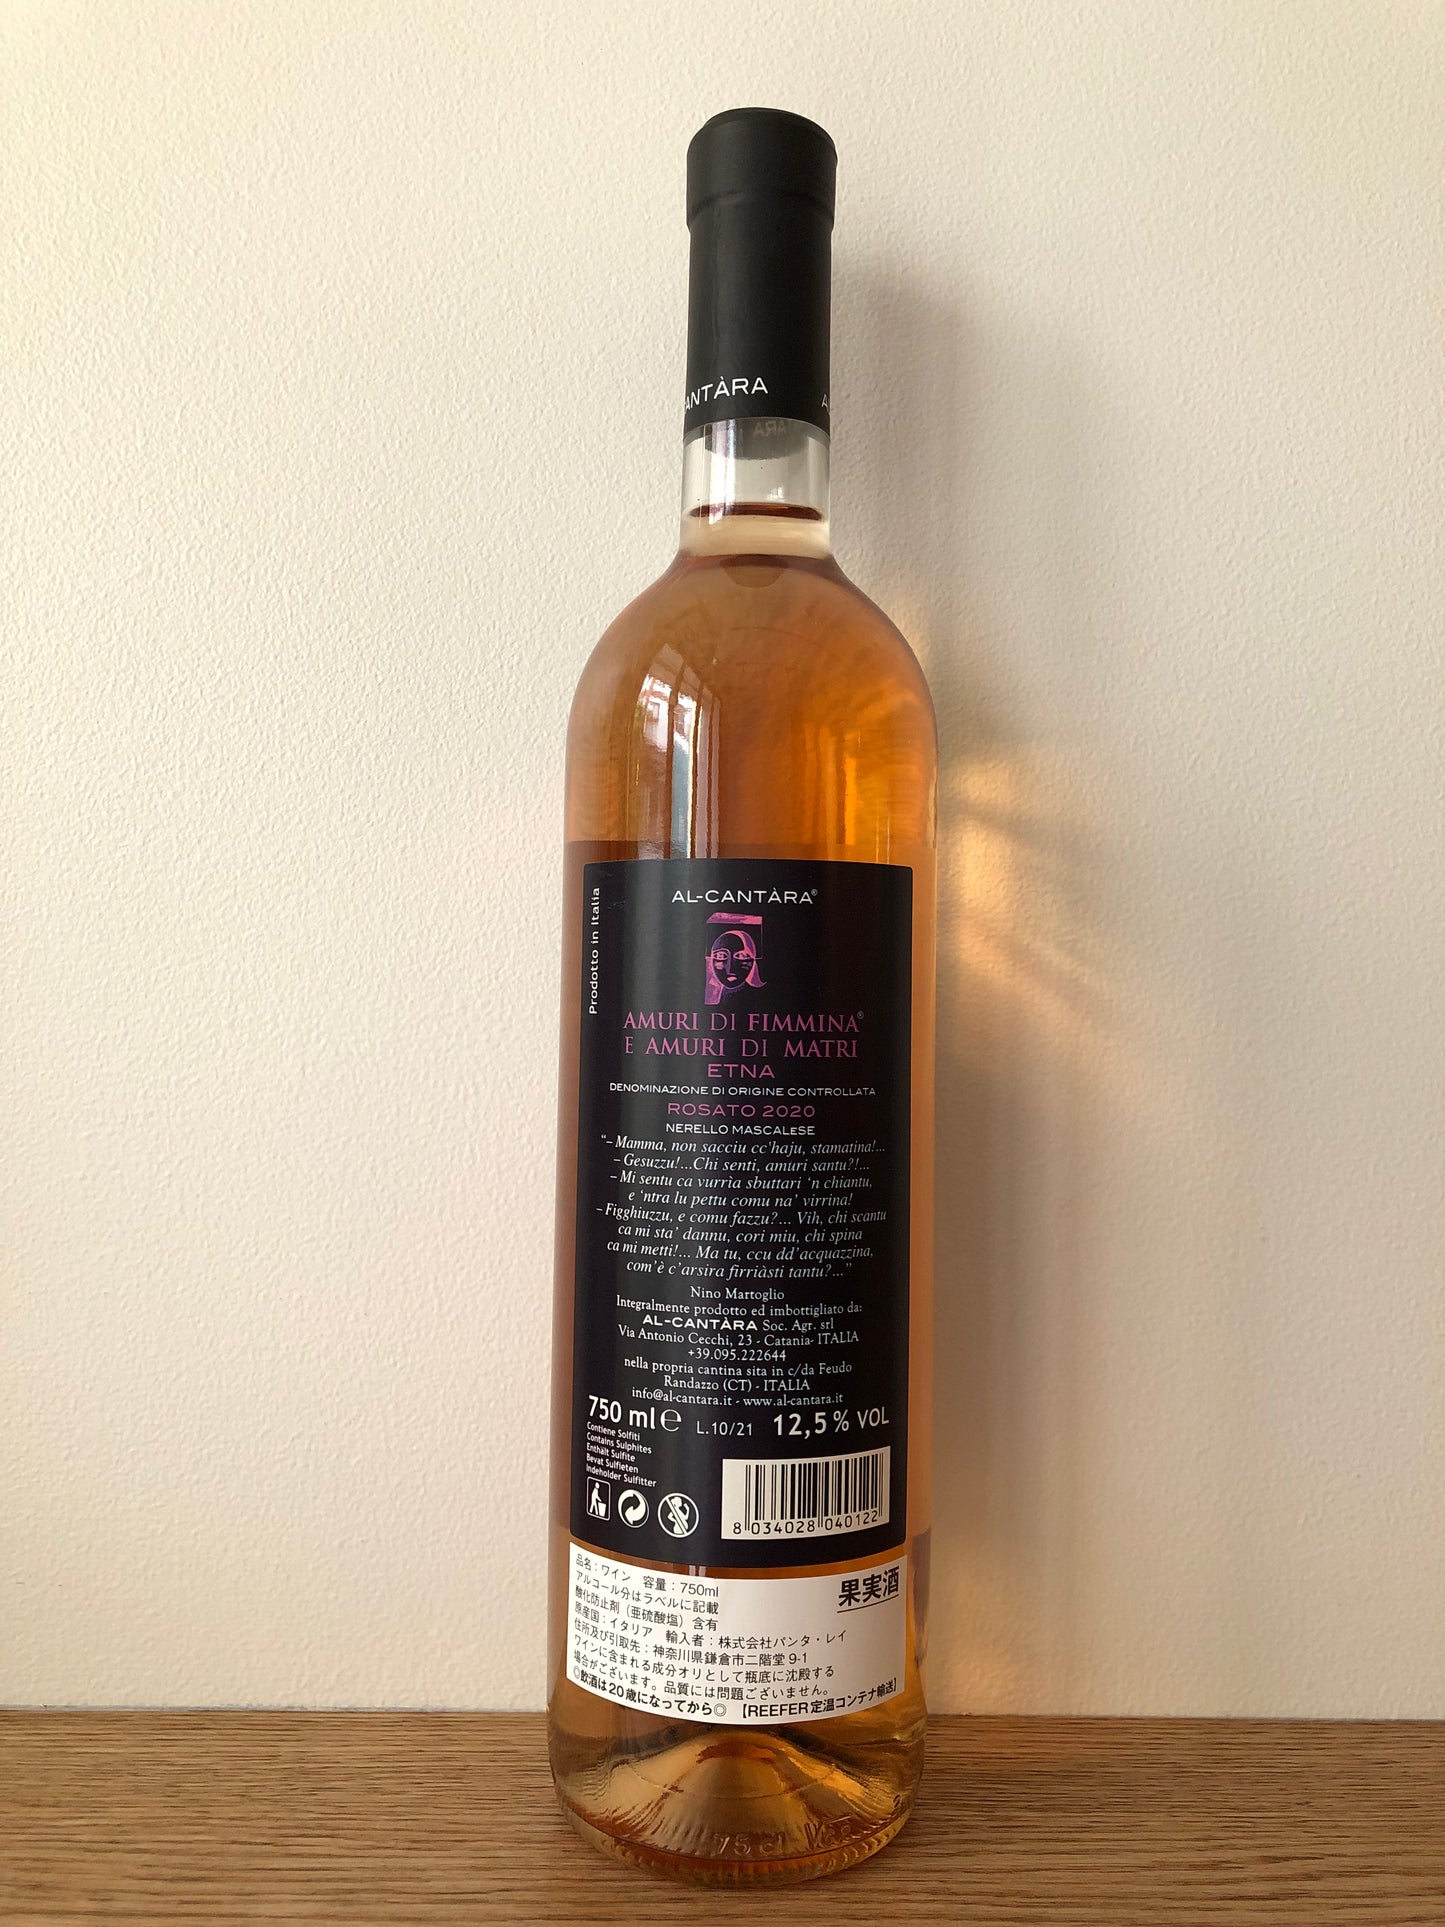 ANTÀRA
AL-CANTÀRA®
Prodotto in Italia
AMURI DI FIMMINA®
E AMURI DI MATRI
ETNA
DENOMINAZIONE DI ORIGINE CONTROLLATA
ROSATO 2020
NERELLO MASCALESE
“– Mamma, non sacciu cc'haju, stamatina!...
– Gesuzzu!...Chi senti, amuri santu?!...
– Mi sentu ca vurrìa sbuttari ‘n chiantu,
e ‘ntra lu pettu comu na’ virrina!
– Figghiuzzu, e comu fazzu?... Vih, chi scantu
ca mi sta’ dannu, cori miu, chi spina
ca mi metti!... Ma tu, ccu dd’acquazzina,
com’è c’arsira firriàsti tantu?...”
Nino Martoglio
Integralmente prodotto ed imbottigliato da:
AL-CANTÀRA Soc. Agr. srl
Via Antonio Cecchi, 23 - Catania- ITALIA
+39.095.222644
nella propria cantina sita in c/da Feudo
Randazzo (CT) - ITALIA
info@al-cantara.it - www.al-cantara.it
750 ml e L.10/21 12,5% VOL
Contiene Solfiti
Contains Sulphites
Enthält Sulfite
Bevat Sulfieten
Indeholder Sulfitter
8 034028 040122
品名：ワイン 容量：750ml
果実酒
アルコール分はラベルに記載
酸化防止剤（亜硫酸塩）含有
原産国：イタリア 輸入者：株式会社パンタ・レイ
住所及び引取先：神奈川県鎌倉市二階堂9-1
ワインに含まれる成分オリとして瓶底に沈殿する
場合がございます。品質には問題ございません。
◎飲酒は20歳になってから◎ 【REEFER定温コンテナ輸送】
75cl